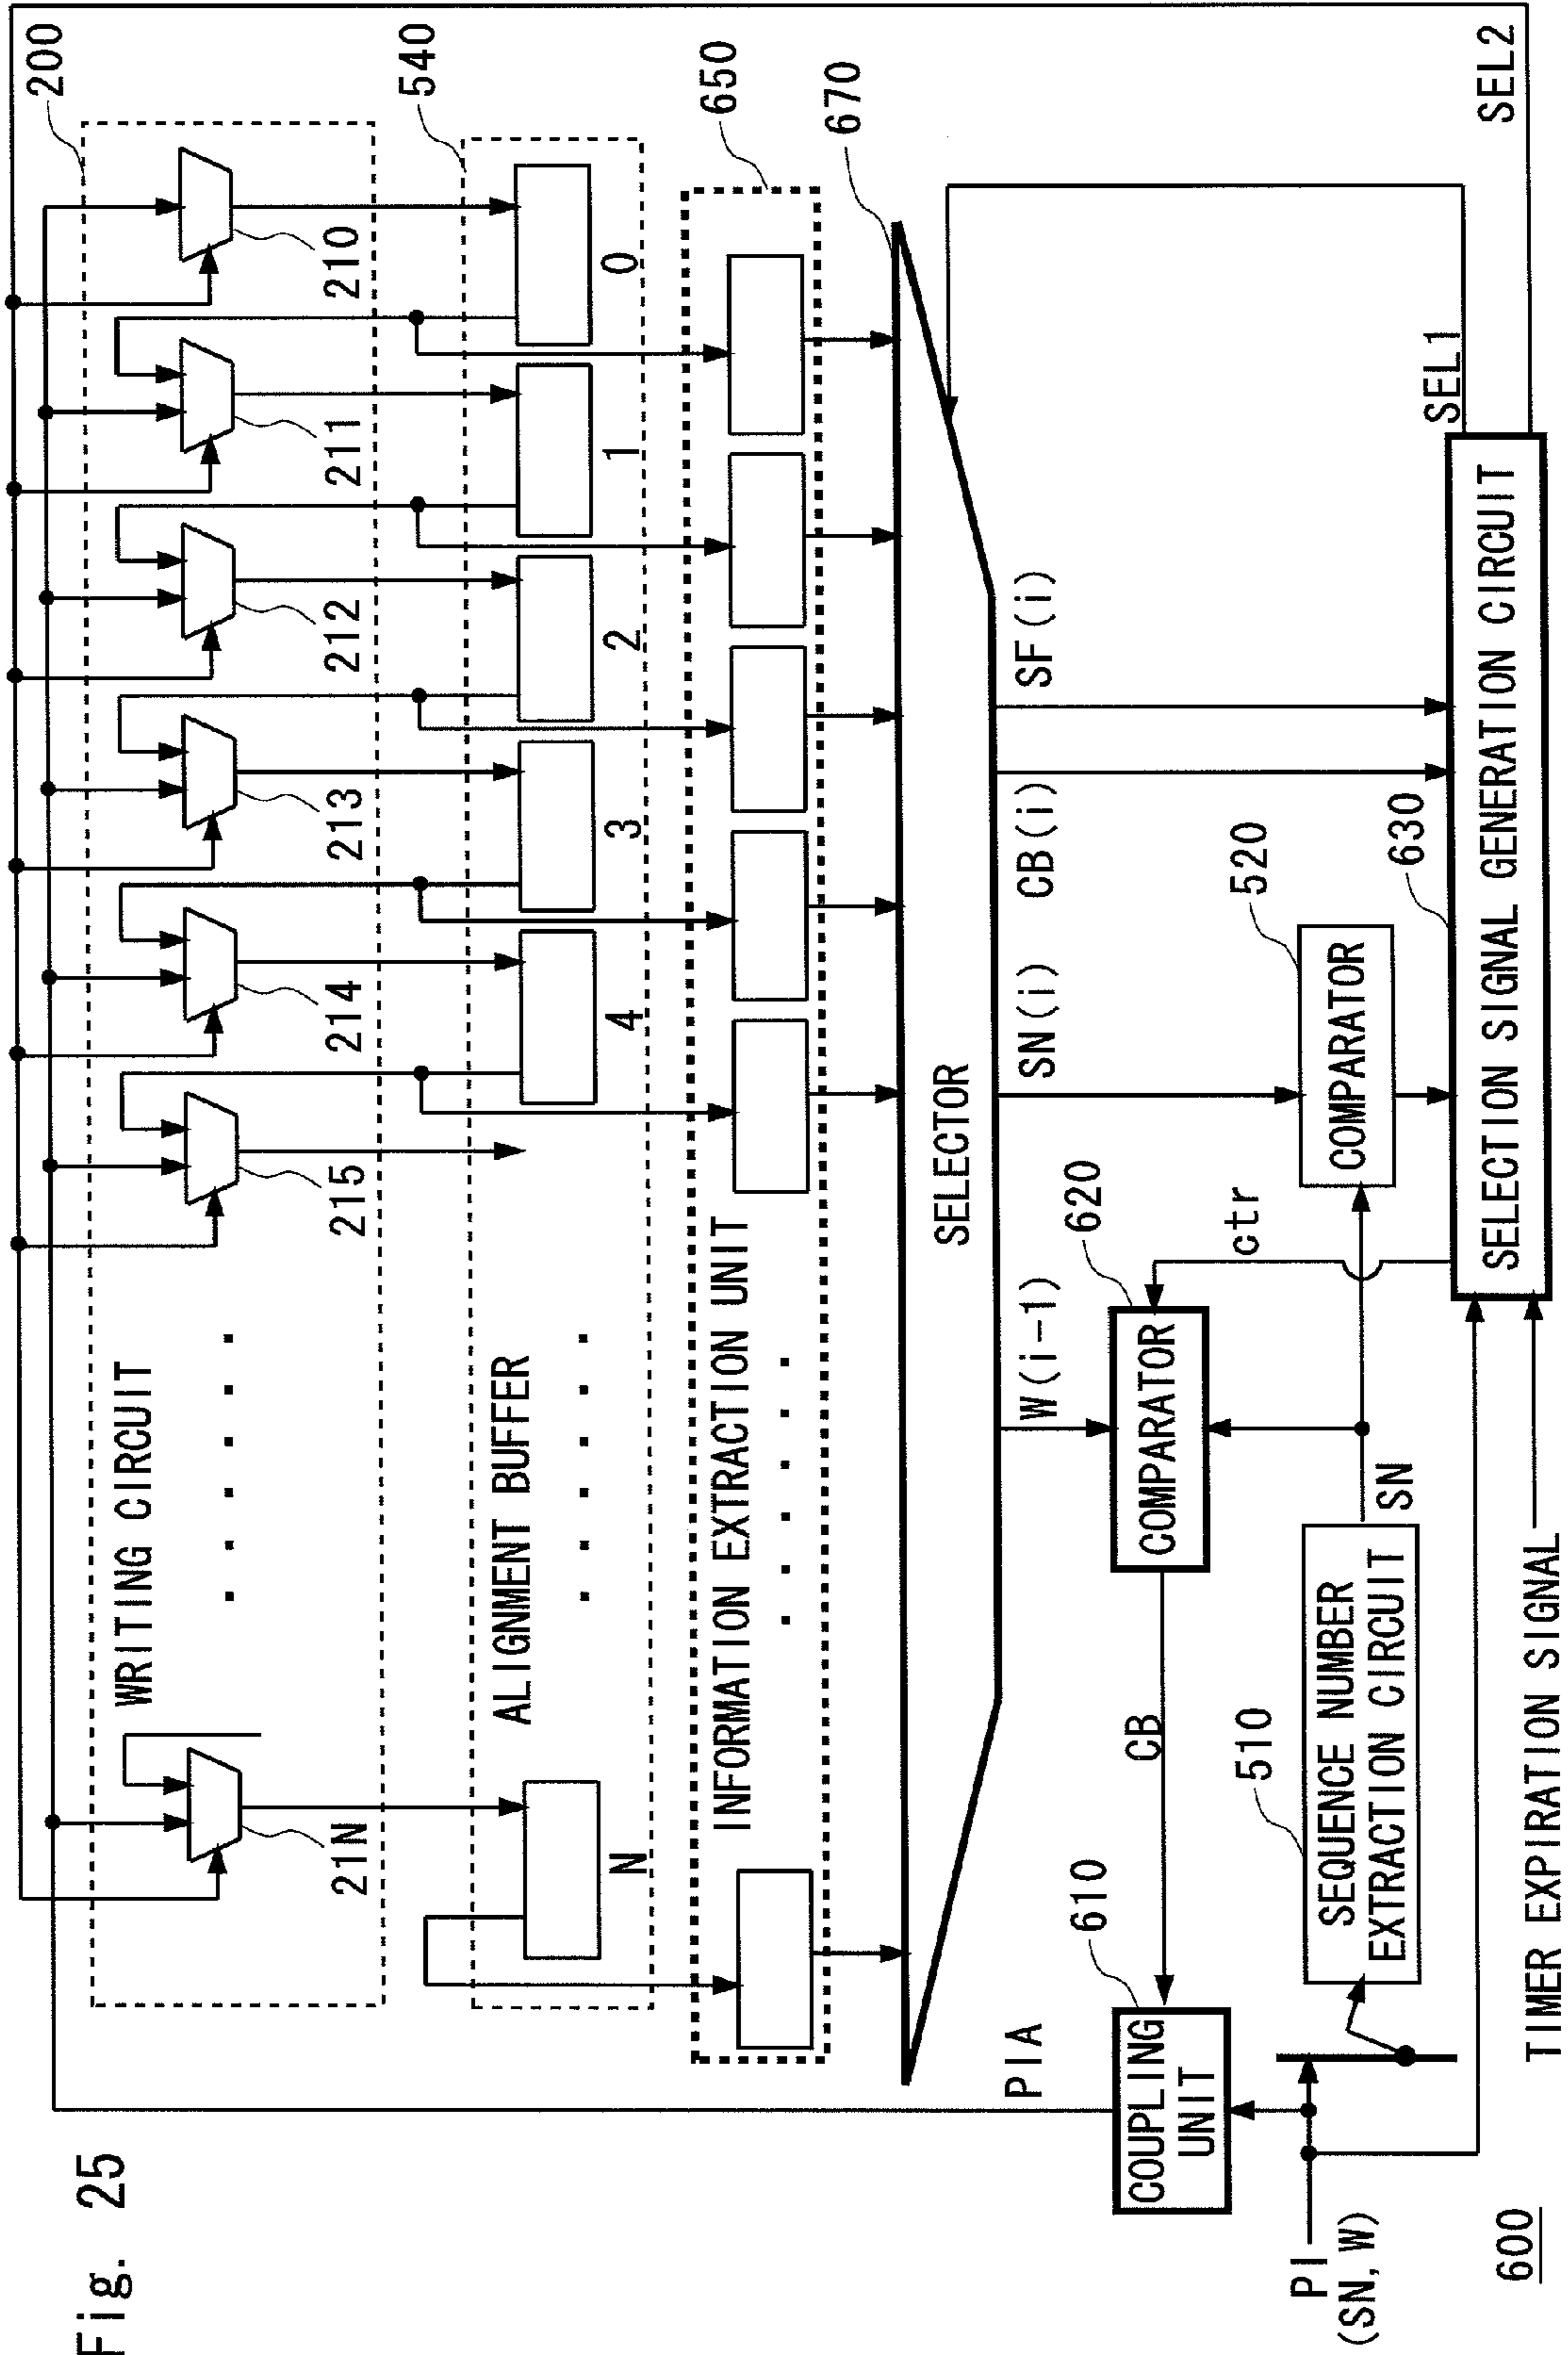 Fig. 25
WRITING CIRCUIT
200
21N
215
214
213
212
211
210
ALIGNMENT BUFFER
540
N
4
3
2
1
0
INFORMATION EXTRACTION UNIT
650
SELECTOR
670
PIA
W(i-1)
SN(i)
CB(i)
SF(i)
SEL1
SEL2
610
COUPLING
UNIT
CB
620
COMPARATOR
ctr
520
COMPARATOR
630
SELECTION SIGNAL GENERATION CIRCUIT
510
SEQUENCE NUMBER
EXTRACTION CIRCUIT
SN
PI
(SN, W)
TIMER EXPIRATION SIGNAL
600